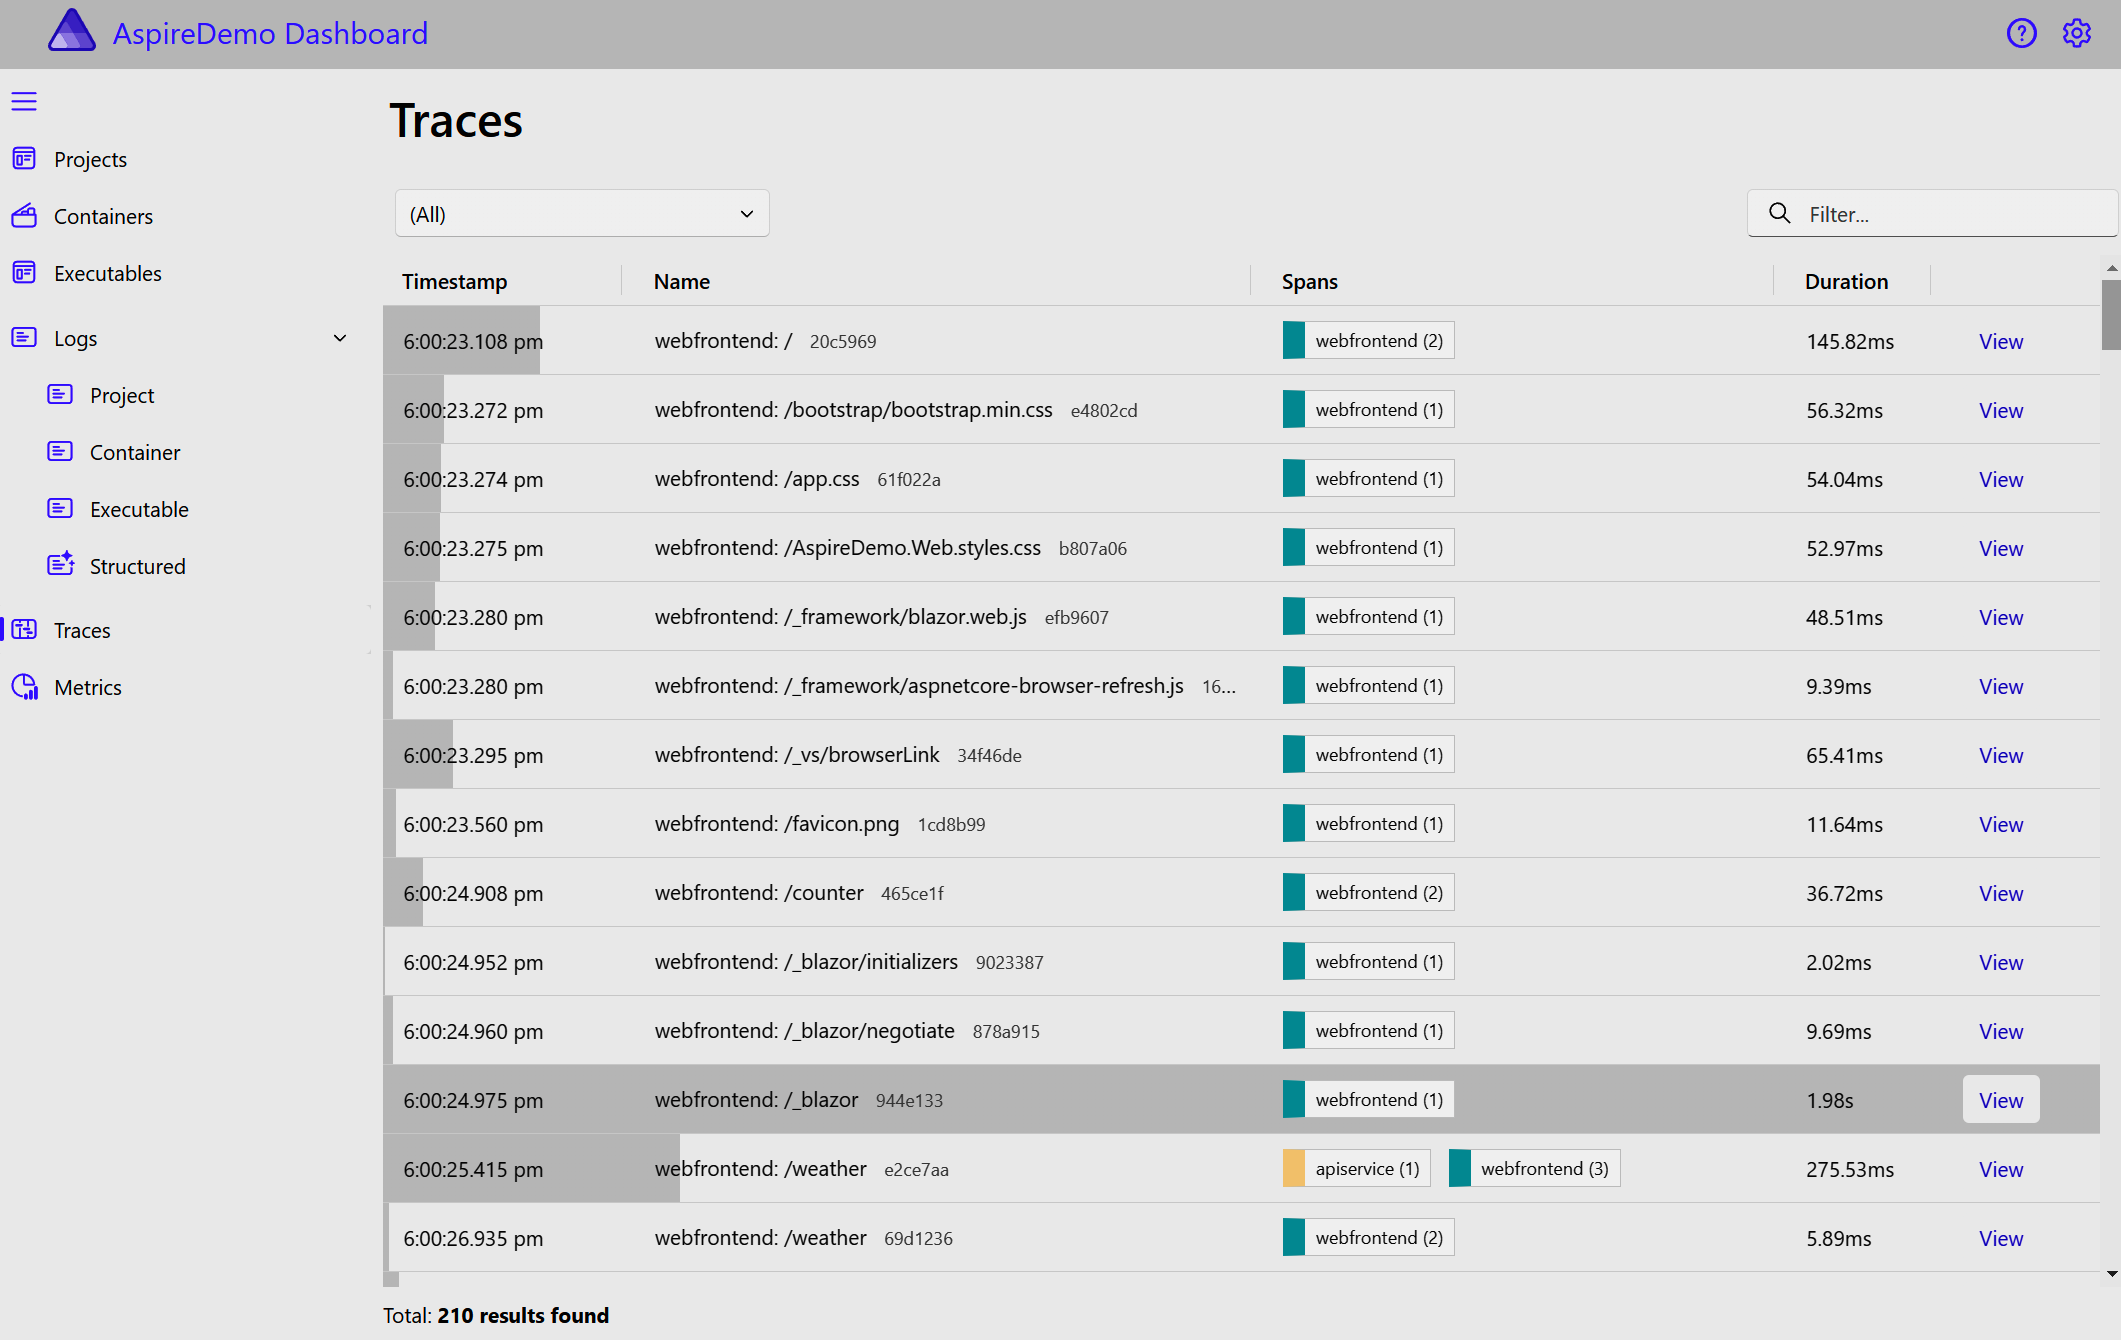 AspireDemo Dashboard
Projects
Containers
Executables
Logs
Project
Container
Executable
Structured
Traces
Metrics
Traces
(All)
Filter...
Timestamp Name Spans Duration
6:00:23.108 pm webfrontend: / 20c5969 webfrontend (2) 145.82ms View
6:00:23.272 pm webfrontend: /bootstrap/bootstrap.min.css e4802cd webfrontend (1) 56.32ms View
6:00:23.274 pm webfrontend: /app.css 61f022a webfrontend (1) 54.04ms View
6:00:23.275 pm webfrontend: /AspireDemo.Web.styles.css b807a06 webfrontend (1) 52.97ms View
6:00:23.280 pm webfrontend: /_framework/blazor.web.js efb9607 webfrontend (1) 48.51ms View
6:00:23.280 pm webfrontend: /_framework/aspnetcore-browser-refresh.js 16... webfrontend (1) 9.39ms View
6:00:23.295 pm webfrontend: /_vs/browserLink 34f46de webfrontend (1) 65.41ms View
6:00:23.560 pm webfrontend: /favicon.png 1cd8b99 webfrontend (1) 11.64ms View
6:00:24.908 pm webfrontend: /counter 465ce1f webfrontend (2) 36.72ms View
6:00:24.952 pm webfrontend: /_blazor/initializers 9023387 webfrontend (1) 2.02ms View
6:00:24.960 pm webfrontend: /_blazor/negotiate 878a915 webfrontend (1) 9.69ms View
6:00:24.975 pm webfrontend: /_blazor 944e133 webfrontend (1) 1.98s View
6:00:25.415 pm webfrontend: /weather e2ce7aa apiservice (1) webfrontend (3) 275.53ms View
6:00:26.935 pm webfrontend: /weather 69d1236 webfrontend (2) 5.89ms View
Total: 210 results found